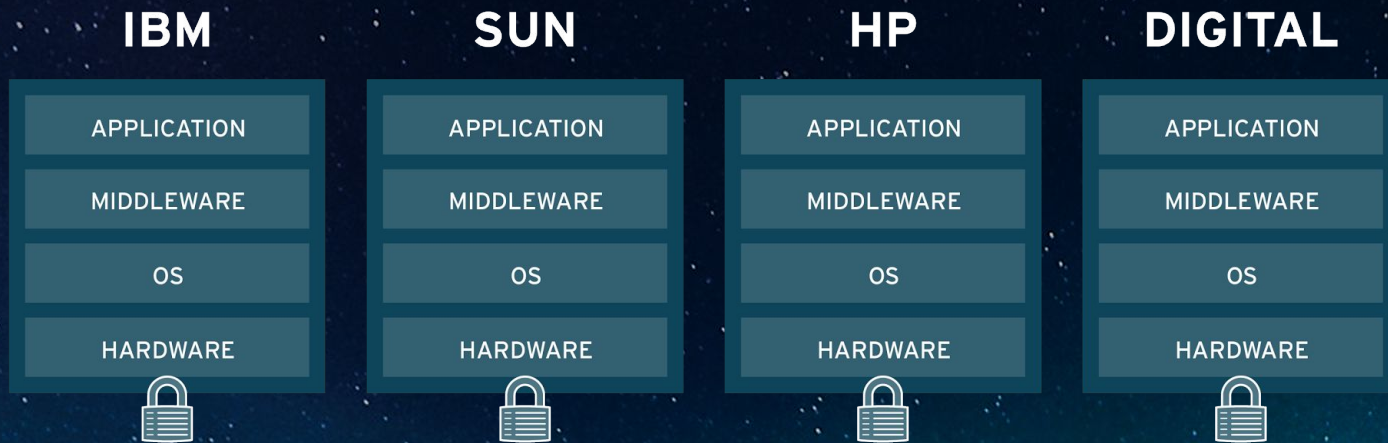 IBM
APPLICATION
MIDDLEWARE
OS
HARDWARE
SUN
APPLICATION
MIDDLEWARE
OS
HARDWARE
HP
APPLICATION
MIDDLEWARE
OS
HARDWARE
DIGITAL
APPLICATION
MIDDLEWARE
OS
HARDWARE